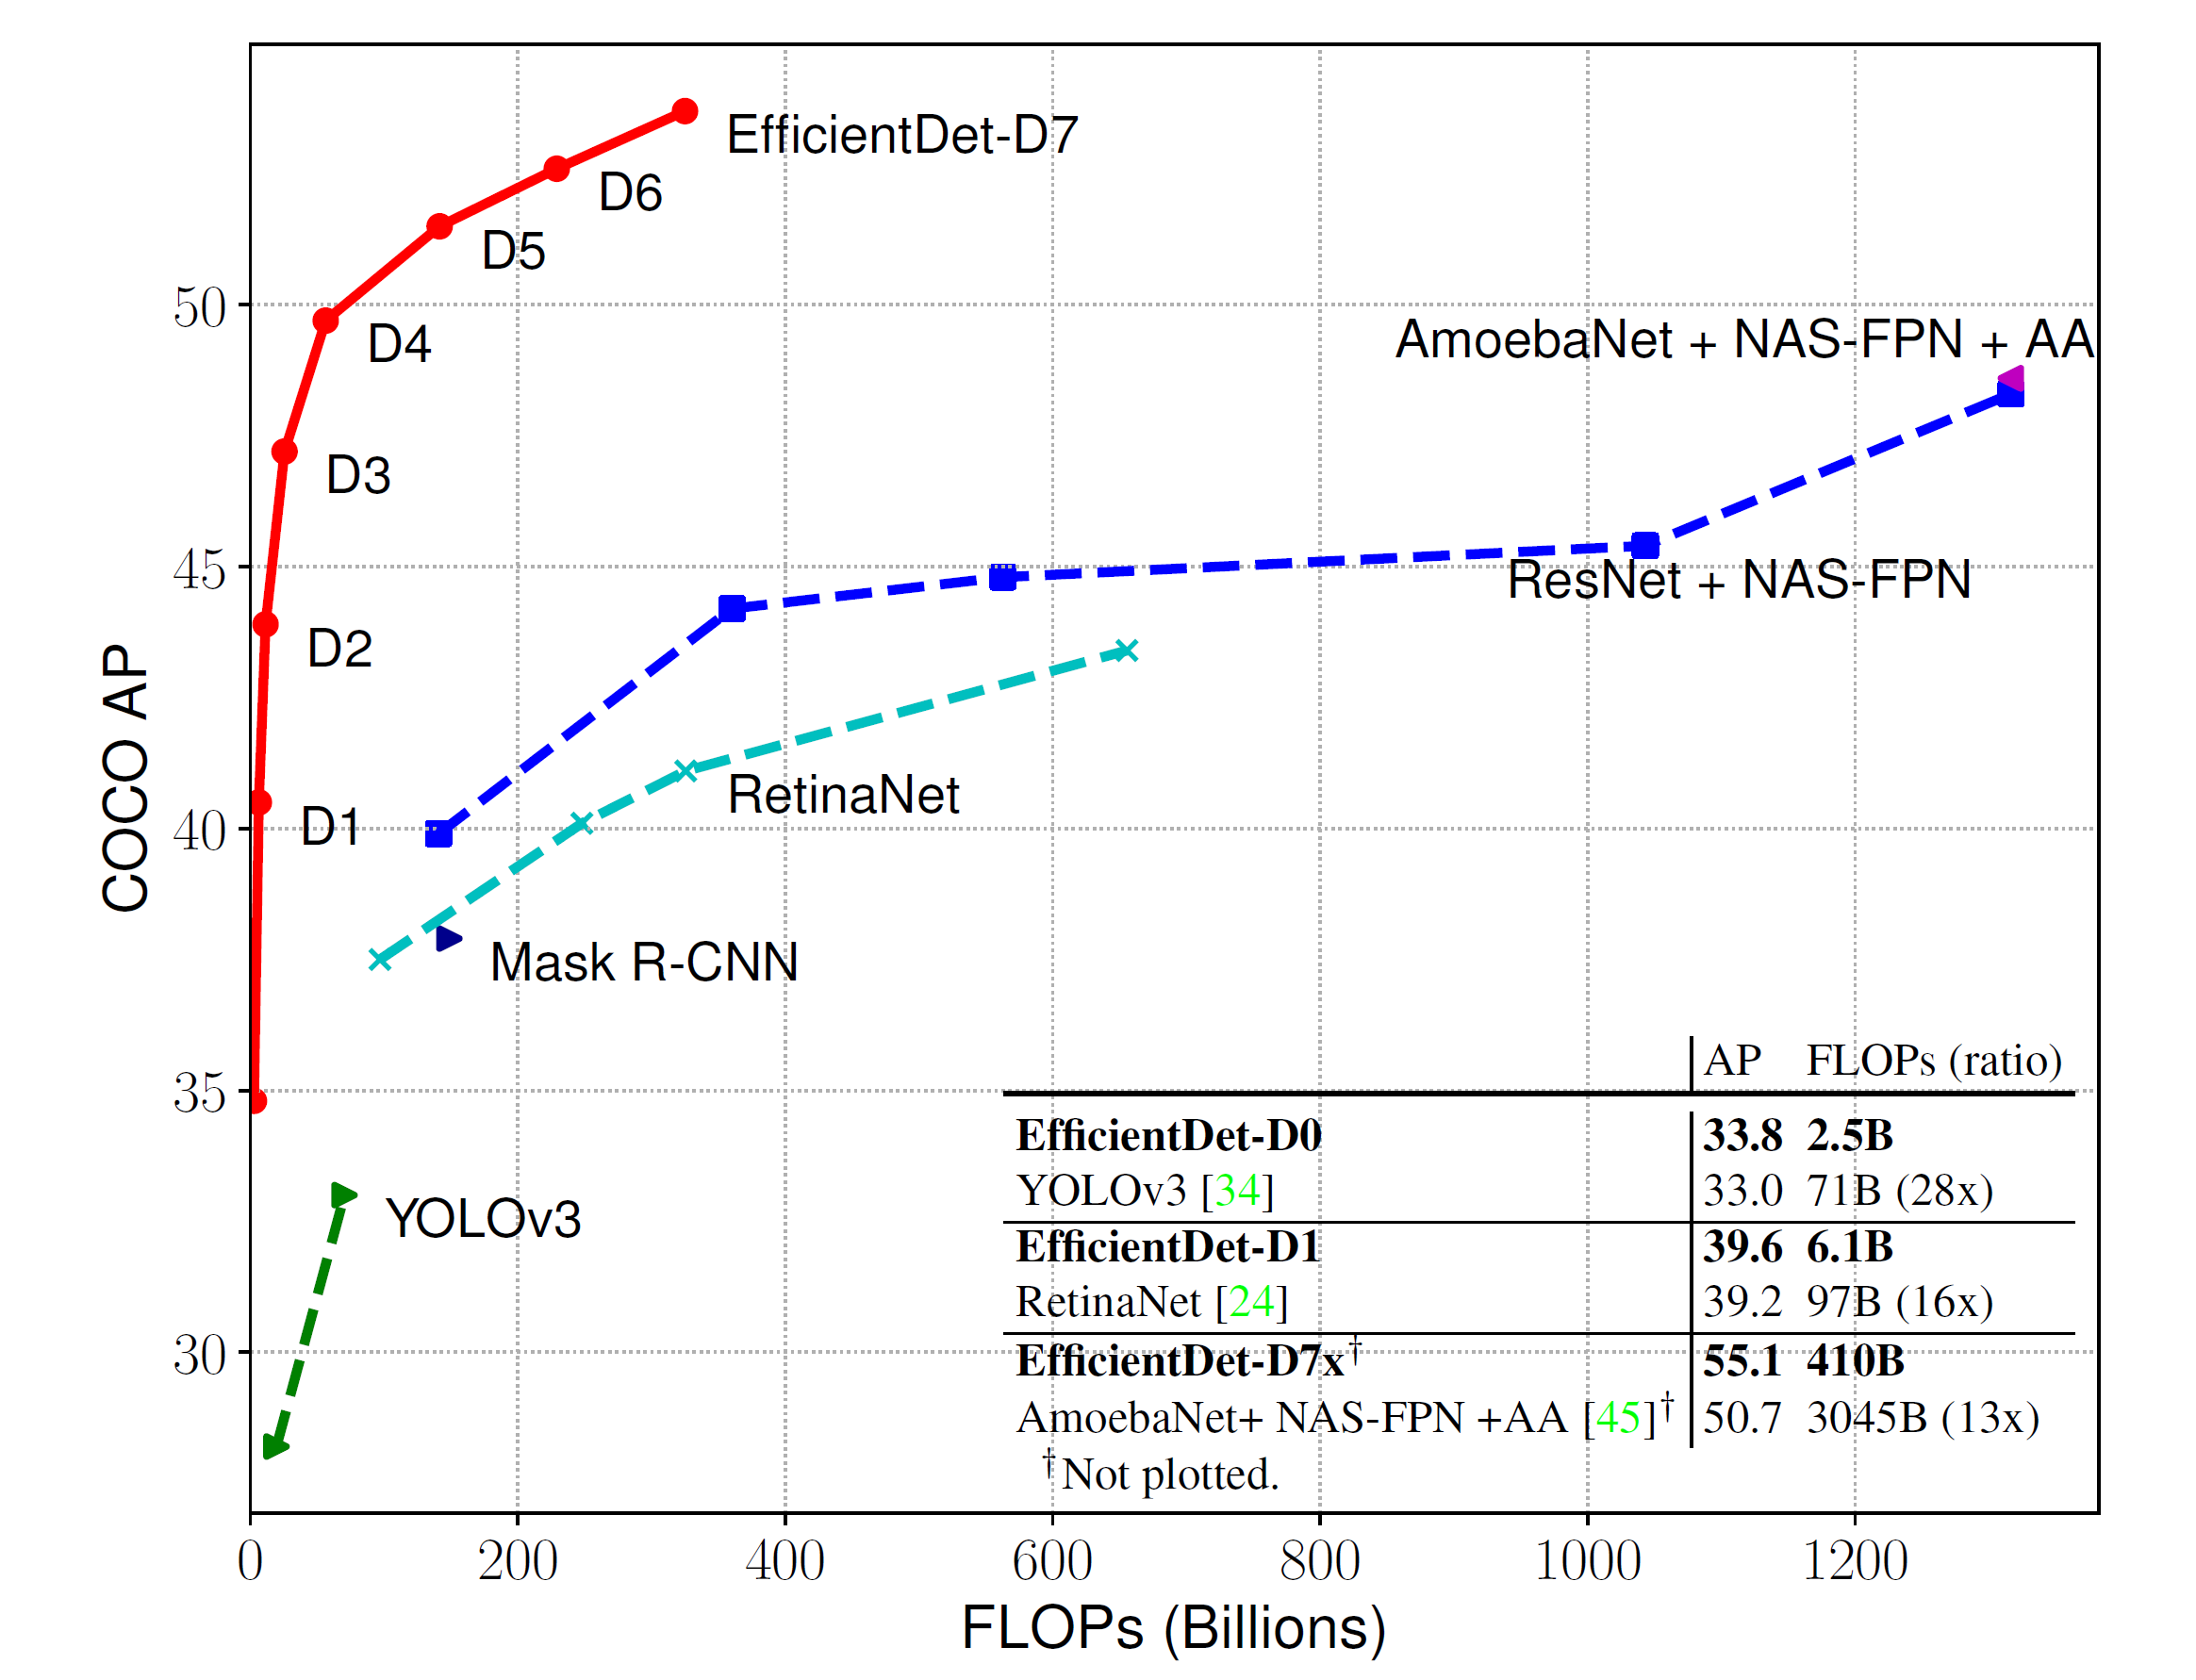 EfficientDet-D7
D6
D5
50
D4
AmoebaNet + NAS-FPN + AA
D3
45
ResNet + NAS-FPN
D2
COCO AP
RetinaNet
40
D1
Mask R-CNN
35
AP FLOPs (ratio)
EfficientDet-D0 33.8 2.5B
YOLOv3 [34] 33.0 71B (28x)
YOLOv3
EfficientDet-D1 39.6 6.1B
RetinaNet [24] 39.2 97B (16x)
30
EfficientDet-D7x† 55.1 410B
AmoebaNet+ NAS-FPN +AA [45]† 50.7 3045B (13x)
†Not plotted.
0 200 400 600 800 1000 1200
FLOPs (Billions)